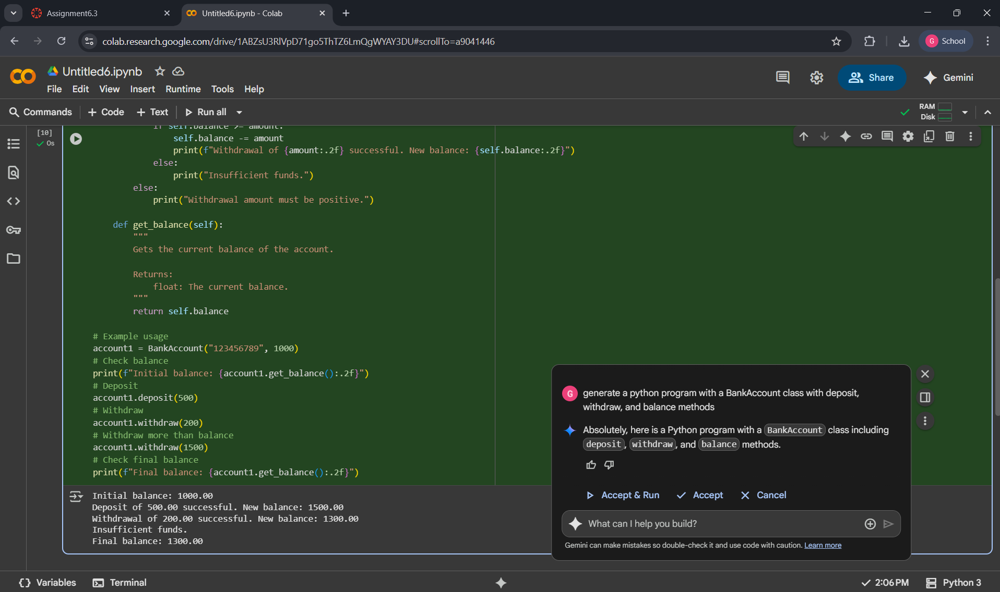 Assignment6.3
Untitled6.ipynb - Colab
colab.research.google.com/drive/1ABZsU3RlVpD71go5ThTZ6LmQgWYAY3DU#scrollTo=a9041446
G School
CO Untitled6.ipynb
File Edit View Insert Runtime Tools Help
Share
Gemini
Commands + Code + Text Run all
RAM
Disk
[10]
0s
if self.balance >= amount:
self.balance -= amount
print(f"Withdrawal of {amount:.2f} successful. New balance: {self.balance:.2f}")
else:
print("Insufficient funds.")
else:
print("Withdrawal amount must be positive.")
def get_balance(self):
"""
Gets the current balance of the account.
Returns:
float: The current balance.
"""
return self.balance
# Example usage
account1 = BankAccount("123456789", 1000)
# Check balance
print(f"Initial balance: {account1.get_balance():.2f}")
# Deposit
account1.deposit(500)
# Withdraw
account1.withdraw(200)
# Withdraw more than balance
account1.withdraw(1500)
# Check final balance
print(f"Final balance: {account1.get_balance():.2f}")
Initial balance: 1000.00
Deposit of 500.00 successful. New balance: 1500.00
Withdrawal of 200.00 successful. New balance: 1300.00
Insufficient funds.
Final balance: 1300.00
G generate a python program with a BankAccount class with deposit,
withdraw, and balance methods
Absolutely, here is a Python program with a BankAccount class including
deposit, withdraw, and balance methods.
Accept & Run Accept Cancel
What can I help you build?
Gemini can make mistakes so double-check it and use code with caution. Learn more
{} Variables Terminal
2:06 PM Python 3